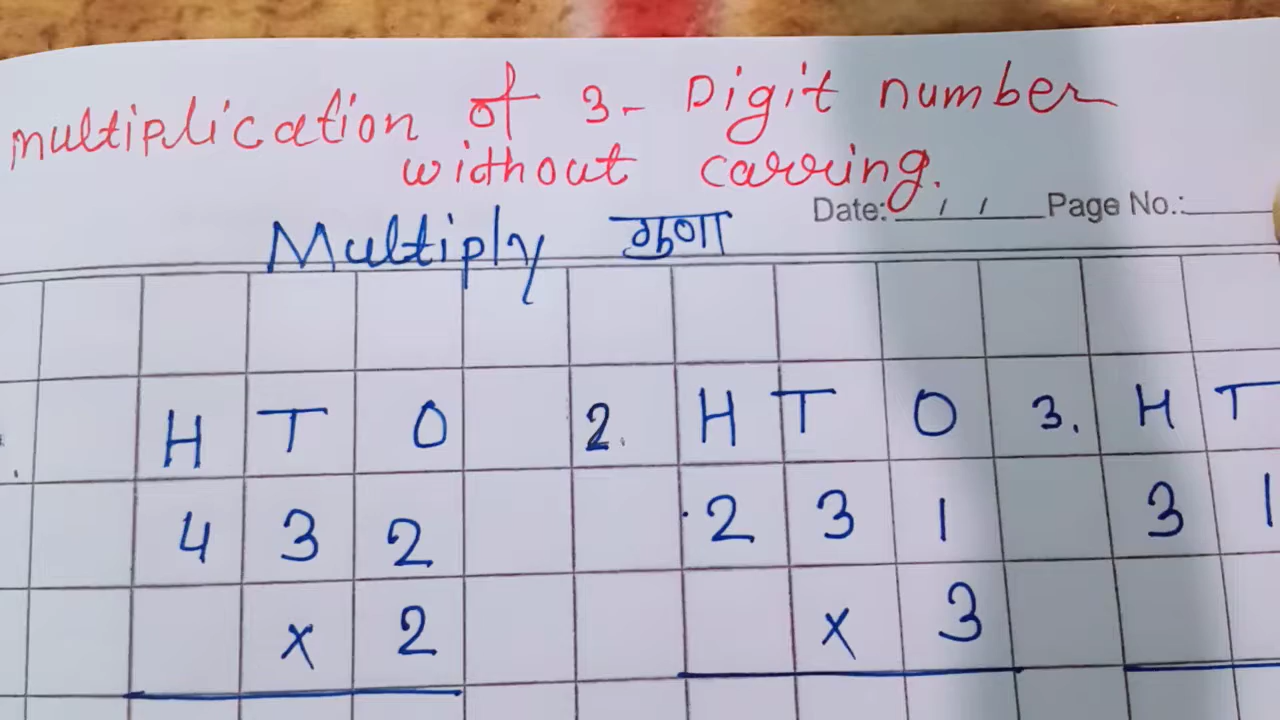 multiplication of 3- Digit number
without carring.
Date: / / Page No.:
Multiply गुणा
H T O 2. H T O 3. H T
4 3 2 2 3 1 3 1
x 2 x 3